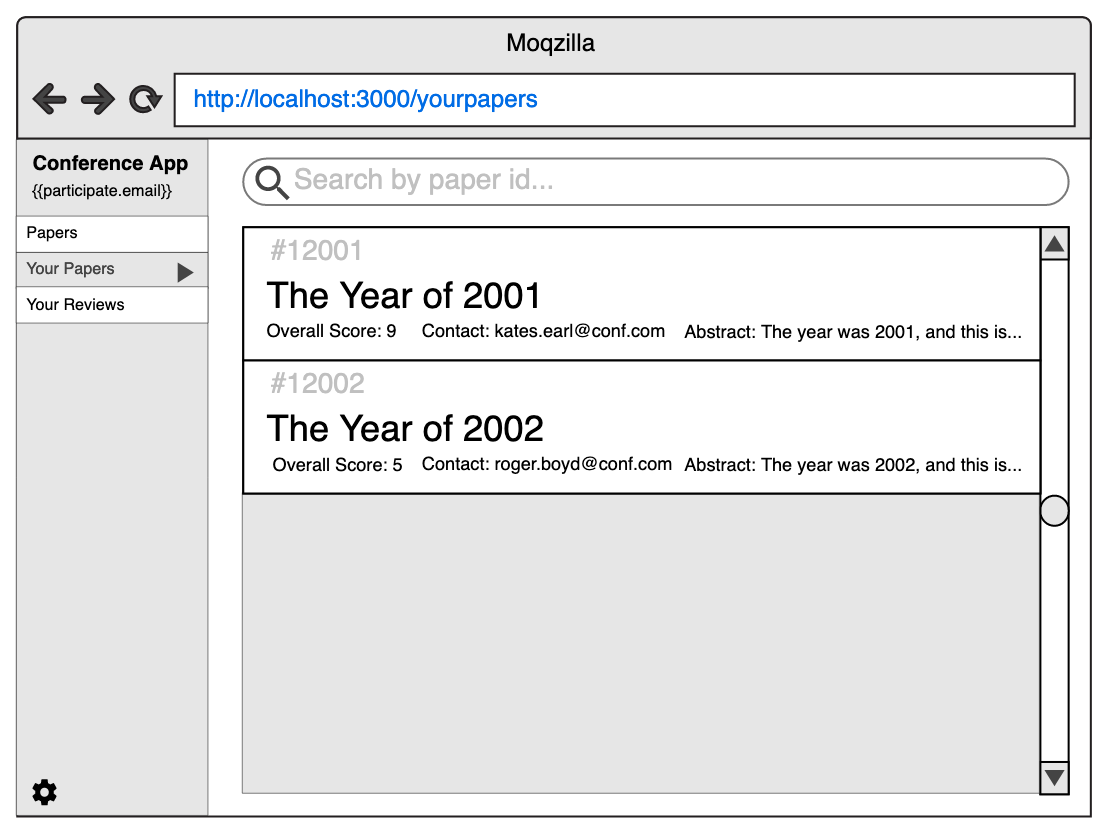 Moqzilla
http://localhost:3000/yourpapers
Conference App
{{participate.email}}
Papers
Your Papers
Your Reviews
Search by paper id...
#12001
The Year of 2001
Overall Score: 9 Contact: kates.earl@conf.com Abstract: The year was 2001, and this is...
#12002
The Year of 2002
Overall Score: 5 Contact: roger.boyd@conf.com Abstract: The year was 2002, and this is...